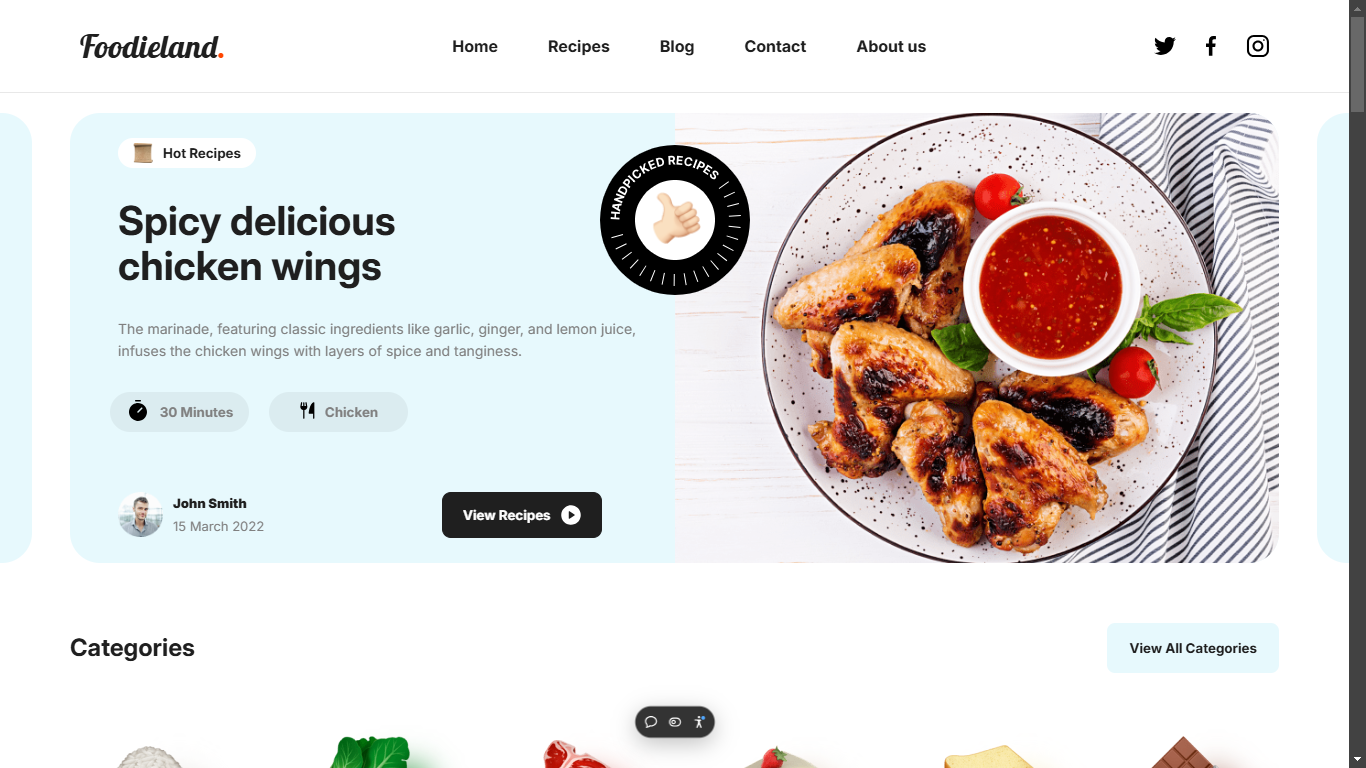 Foodieland.
Home
Recipes
Blog
Contact
About us
Hot Recipes
HANDPICKED RECIPES
Spicy delicious
chicken wings
The marinade, featuring classic ingredients like garlic, ginger, and lemon juice,
infuses the chicken wings with layers of spice and tanginess.
30 Minutes
Chicken
John Smith
15 March 2022
View Recipes
Categories
View All Categories